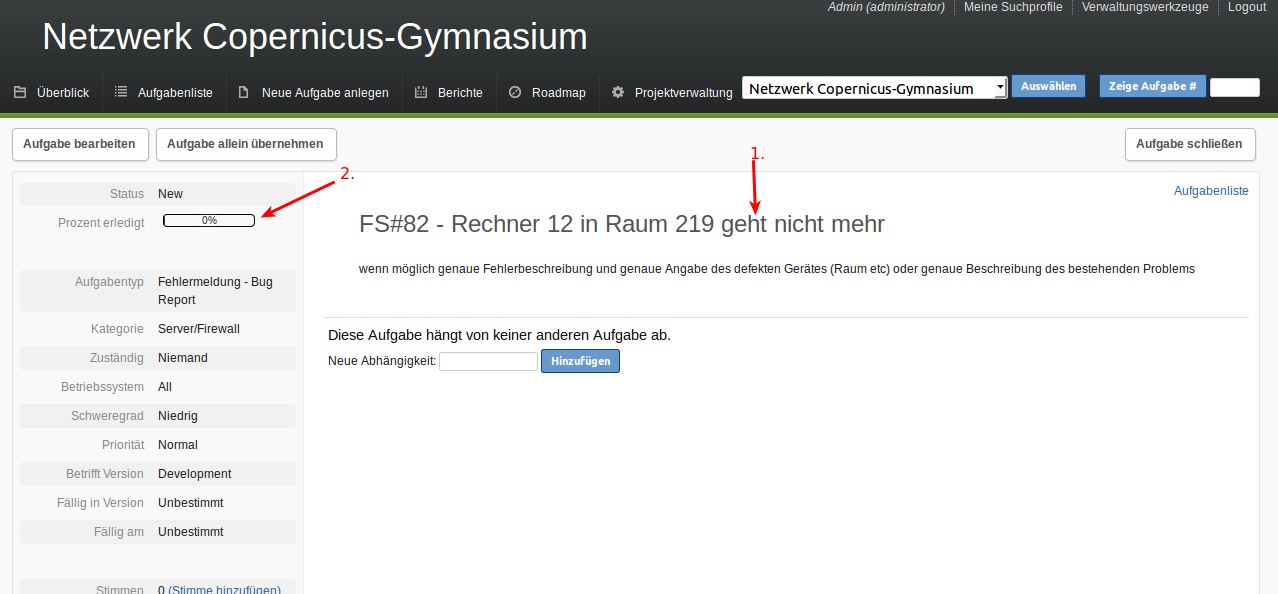 Admin (administrator) Meine Suchprofile Verwaltungswerkzeuge Logout
Netzwerk Copernicus-Gymnasium
Überblick Aufgabenliste Neue Aufgabe anlegen Berichte Roadmap Projektverwaltung Netzwerk Copernicus-Gymnasium Auswählen Zeige Aufgabe #
Aufgabe bearbeiten Aufgabe allein übernehmen Aufgabe schließen
1.
2.
Status New
Prozent erledigt 0%
Aufgabentyp Fehlermeldung - Bug
Report
Kategorie Server/Firewall
Zuständig Niemand
Betriebssystem All
Schweregrad Niedrig
Priorität Normal
Betrifft Version Development
Fällig in Version Unbestimmt
Fällig am Unbestimmt
Stimmen 0 (Stimme hinzufügen)
Aufgabenliste
FS#82 - Rechner 12 in Raum 219 geht nicht mehr
wenn möglich genaue Fehlerbeschreibung und genaue Angabe des defekten Gerätes (Raum etc) oder genaue Beschreibung des bestehenden Problems
Diese Aufgabe hängt von keiner anderen Aufgabe ab.
Neue Abhängigkeit: Hinzufügen